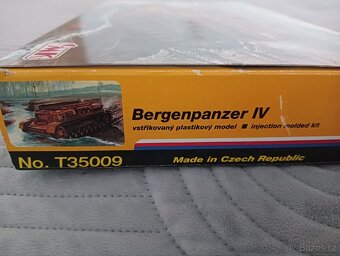 Bergenpanzer IV
vstřikovaný plastikový model ■ injection molded kit
No. T35009
Made in Czech Republic